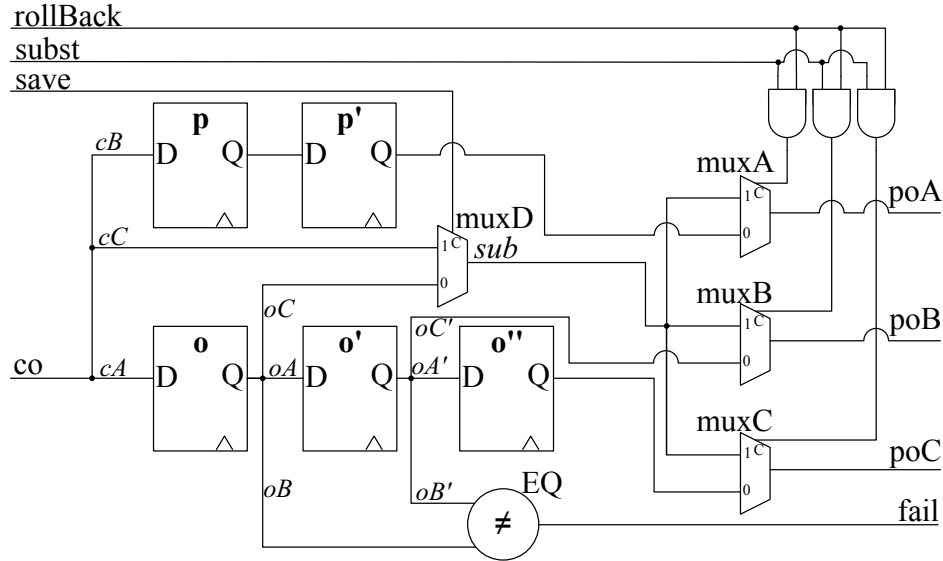 rollBack
subst
save
p p'
cB D Q D Q
muxA
1 C
0
poA
muxD
cC 1 C sub
0
oC
muxB
1 C
0
poB
oC'
o o' o''
co cA D Q oA D Q oA' D Q
muxC
1 C
0
poC
oB oB' EQ
≠ fail